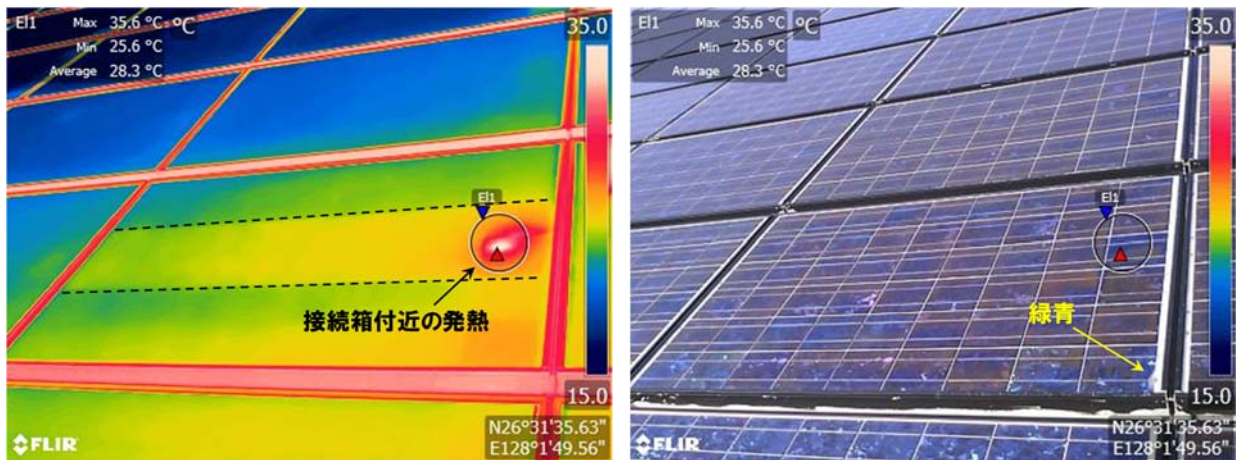 El1 Max 35.6 °C °C
Min 25.6 °C
Average 28.3 °C
35.0
El1
接続箱付近の発熱
15.0
N26°31'35.63"
E128°1'49.56"
FLIR
El1 Max 35.6 °C °C
Min 25.6 °C
Average 28.3 °C
35.0
El1
緑青
15.0
N26°31'35.63"
E128°1'49.56"
FLIR